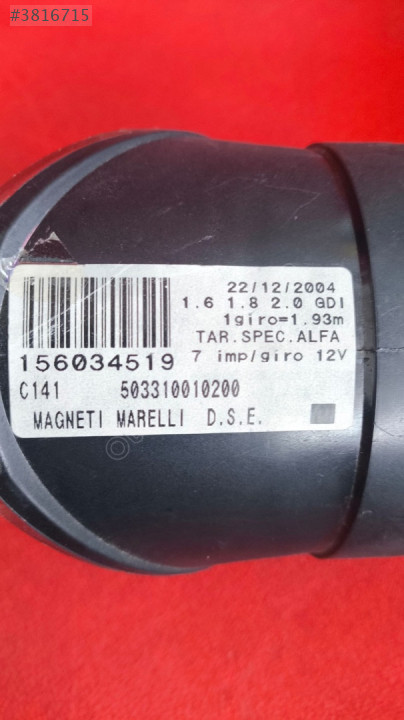 #3816715
22/12/2004
1.6 1.8 2.0 GDI
1giro=1.93m
TAR.SPEC.ALFA
156034519 7 imp/giro 12V
C141 503310010200
MAGNETI MARELLI D.S.E.